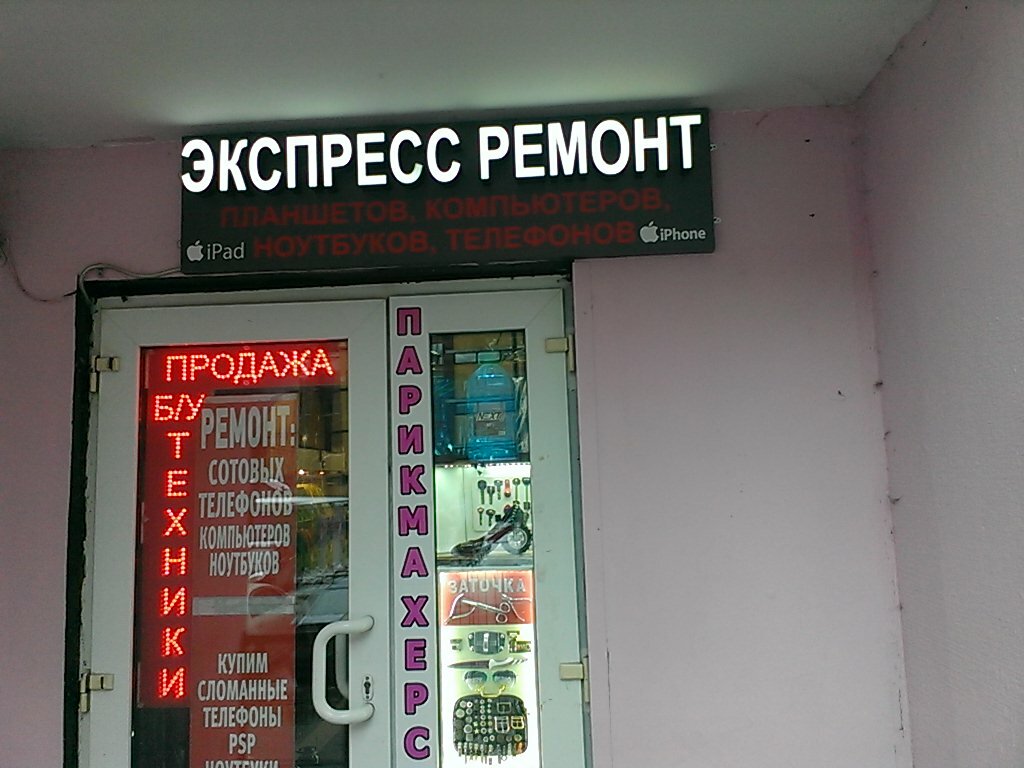 ЭКСПРЕСС РЕМОНТ
ПЛАНШЕТОВ, КОМПЬЮТЕРОВ,
НОУТБУКОВ, ТЕЛЕФОНОВ
iPad
iPhone
ПРОДАЖА
Б/У
ТЕХНИКИ
РЕМОНТ:
СОТОВЫХ
ТЕЛЕФОНОВ
КОМПЬЮТЕРОВ
НОУТБУКОВ
КУПИМ
СЛОМАННЫЕ
ТЕЛЕФОНЫ
PSP
НОУТБУКИ
ПАРИКМАХЕРС
ЗАТОЧКА